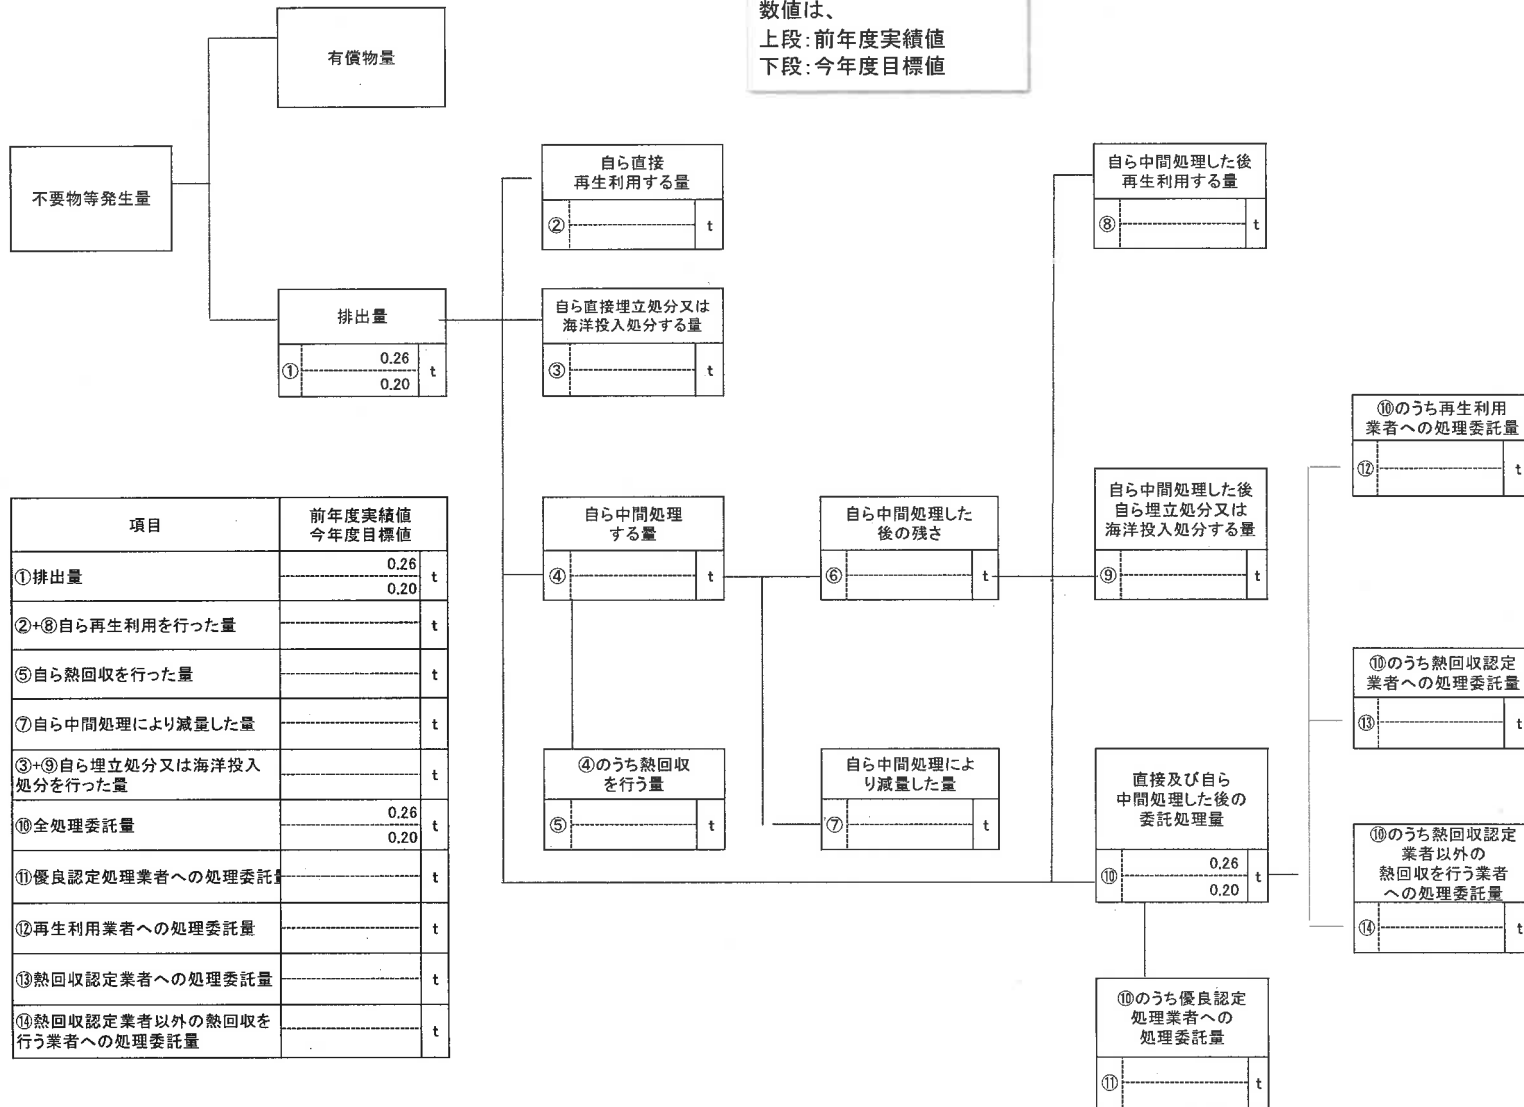 数値は、
上段:前年度実績値
下段:今年度目標値
有償物量
不要物等発生量
排出量
① 0.26 t
0.20
自ら直接
再生利用する量
② t
自ら直接埋立処分又は
海洋投入処分する量
③ t
自ら中間処理した後
再生利用する量
⑧ t
自ら中間処理
する量
④ t
自ら中間処理した
後の残さ
⑥ t
自ら中間処理した後
自ら埋立処分又は
海洋投入処分する量
⑨ t
⑩のうち再生利用
業者への処理委託量
⑫ t
⑩のうち熱回収認定
業者への処理委託量
⑬ t
④のうち熱回収
を行う量
⑤ t
自ら中間処理によ
り減量した量
⑦ t
直接及び自ら
中間処理した後の
委託処理量
⑩ 0.26 t
0.20
⑩のうち熱回収認定
業者以外の
熱回収を行う業者
への処理委託量
⑭ t
⑩のうち優良認定
処理業者への
処理委託量
⑪ t
項目 前年度実績値
今年度目標値
①排出量 0.26 t
0.20
②+⑧自ら再生利用を行った量 t
⑤自ら熱回収を行った量 t
⑦自ら中間処理により減量した量 t
③+⑨自ら埋立処分又は海洋投入
処分を行った量 t
⑩全処理委託量 0.26 t
0.20
⑪優良認定処理業者への処理委託 t
⑫再生利用業者への処理委託量 t
⑬熱回収認定業者への処理委託量 t
⑭熱回収認定業者以外の熱回収を
行う業者への処理委託量 t